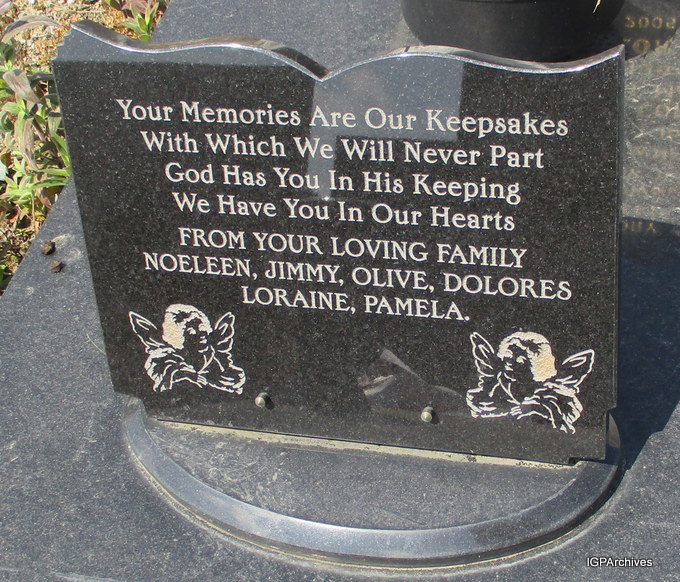 2008
Your Memories Are Our Keepsakes
With Which We Will Never Part
God Has You In His Keeping
We Have You In Our Hearts
FROM YOUR LOVING FAMILY
NOELEEN, JIMMY, OLIVE, DOLORES
LORAINE, PAMELA.
IGPArchives